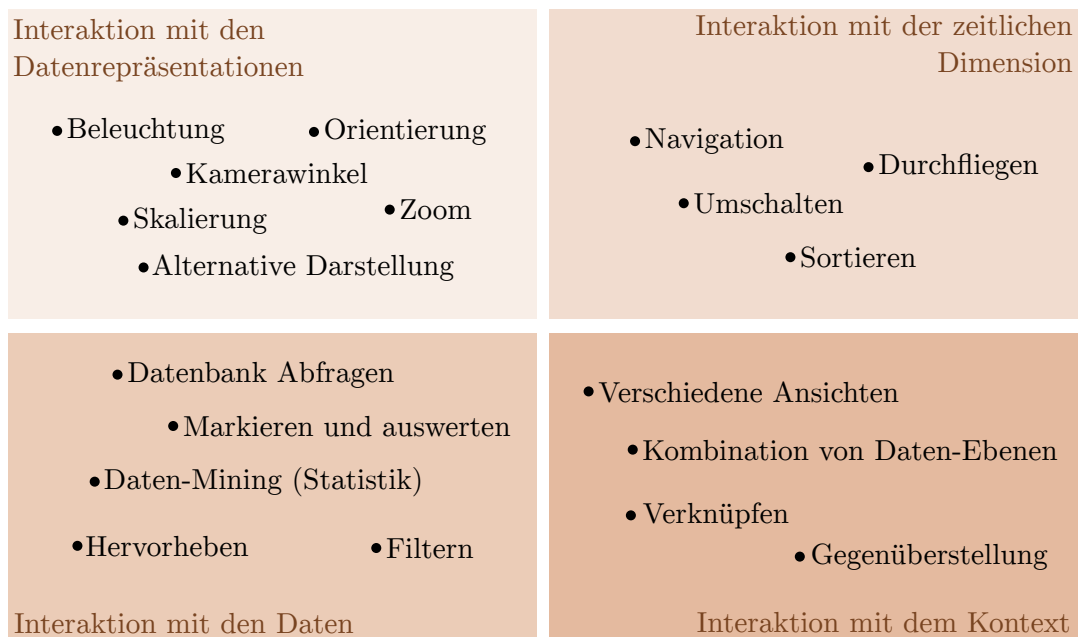 Interaktion mit den
Datenrepräsentationen
•Beleuchtung
•Orientierung
•Kamerawinkel
•Skalierung
•Zoom
•Alternative Darstellung
Interaktion mit der zeitlichen
Dimension
•Navigation
•Durchfliegen
•Umschalten
•Sortieren
•Datenbank Abfragen
•Markieren und auswerten
•Daten-Mining (Statistik)
•Hervorheben
•Filtern
Interaktion mit den Daten
•Verschiedene Ansichten
•Kombination von Daten-Ebenen
•Verknüpfen
•Gegenüberstellung
Interaktion mit dem Kontext